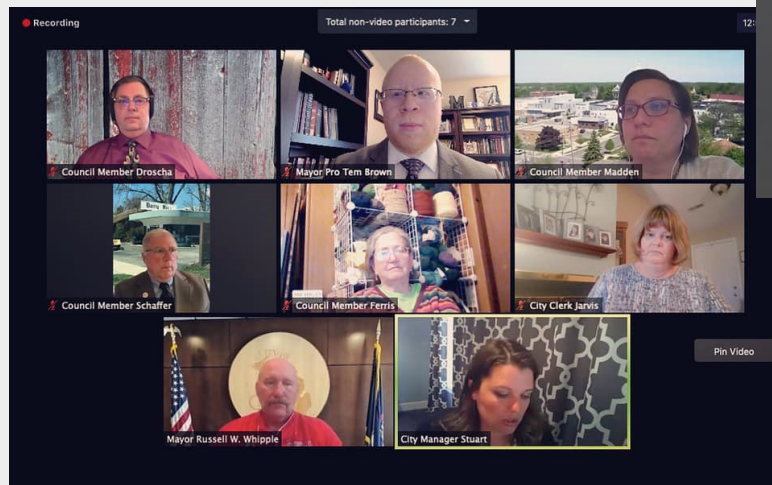 Recording
Total non-video participants: 7
12:
Council Member Droscha
Mayor Pro Tem Brown
Council Member Madden
Council Member Schaffer
Council Member Ferris
City Clerk Jarvis
Pin Video
Mayor Russell W. Whipple
City Manager Stuart